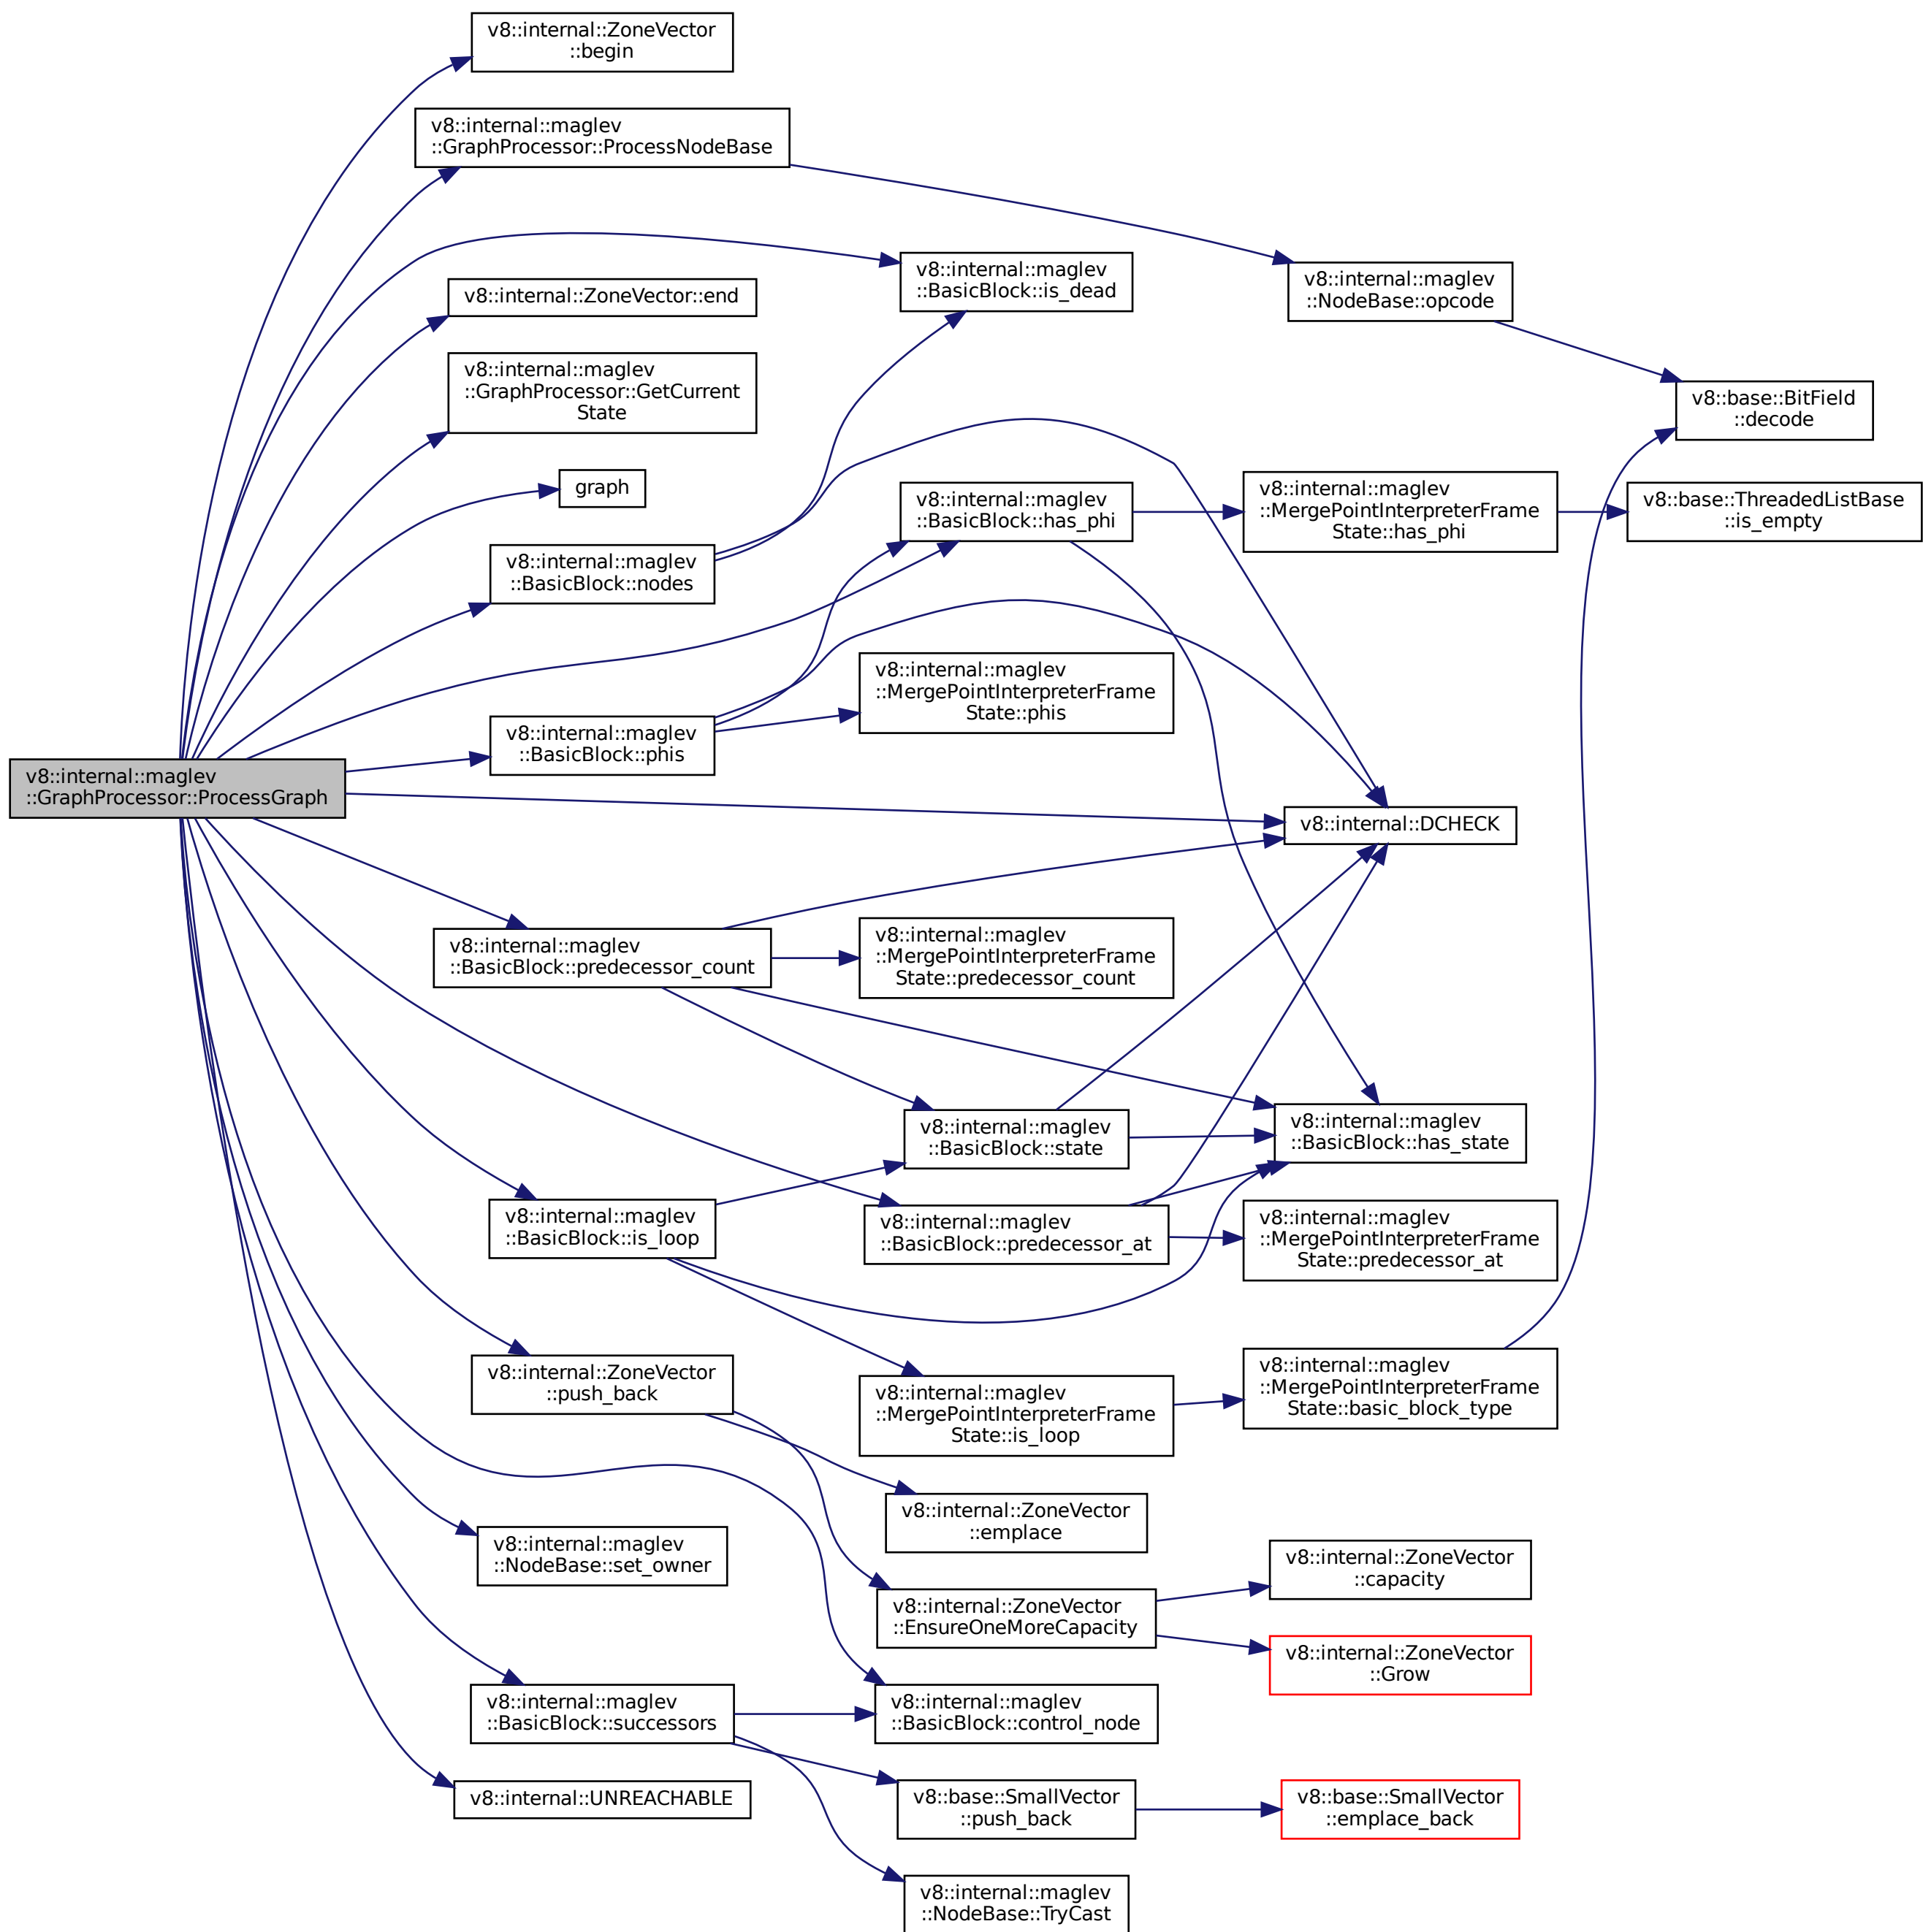 v8::internal::ZoneVector
::begin
v8::internal::maglev
::GraphProcessor::ProcessNodeBase
v8::internal::maglev
::BasicBlock::is_dead
v8::internal::maglev
::NodeBase::opcode
v8::internal::ZoneVector::end
v8::internal::maglev
::GraphProcessor::GetCurrent
State
v8::base::BitField
::decode
graph
v8::internal::maglev
::BasicBlock::has_phi
v8::internal::maglev
::MergePointInterpreterFrame
State::has_phi
v8::base::ThreadedListBase
::is_empty
v8::internal::maglev
::BasicBlock::nodes
v8::internal::maglev
::MergePointInterpreterFrame
State::phis
v8::internal::maglev
::BasicBlock::phis
v8::internal::maglev
::GraphProcessor::ProcessGraph
v8::internal::DCHECK
v8::internal::maglev
::BasicBlock::predecessor_count
v8::internal::maglev
::MergePointInterpreterFrame
State::predecessor_count
v8::internal::maglev
::BasicBlock::state
v8::internal::maglev
::BasicBlock::has_state
v8::internal::maglev
::BasicBlock::is_loop
v8::internal::maglev
::BasicBlock::predecessor_at
v8::internal::maglev
::MergePointInterpreterFrame
State::predecessor_at
v8::internal::ZoneVector
::push_back
v8::internal::maglev
::MergePointInterpreterFrame
State::is_loop
v8::internal::maglev
::MergePointInterpreterFrame
State::basic_block_type
v8::internal::ZoneVector
::emplace
v8::internal::maglev
::NodeBase::set_owner
v8::internal::ZoneVector
::capacity
v8::internal::ZoneVector
::EnsureOneMoreCapacity
v8::internal::ZoneVector
::Grow
v8::internal::maglev
::BasicBlock::successors
v8::internal::maglev
::BasicBlock::control_node
v8::internal::UNREACHABLE
v8::base::SmallVector
::push_back
v8::base::SmallVector
::emplace_back
v8::internal::maglev
::NodeBase::TryCast